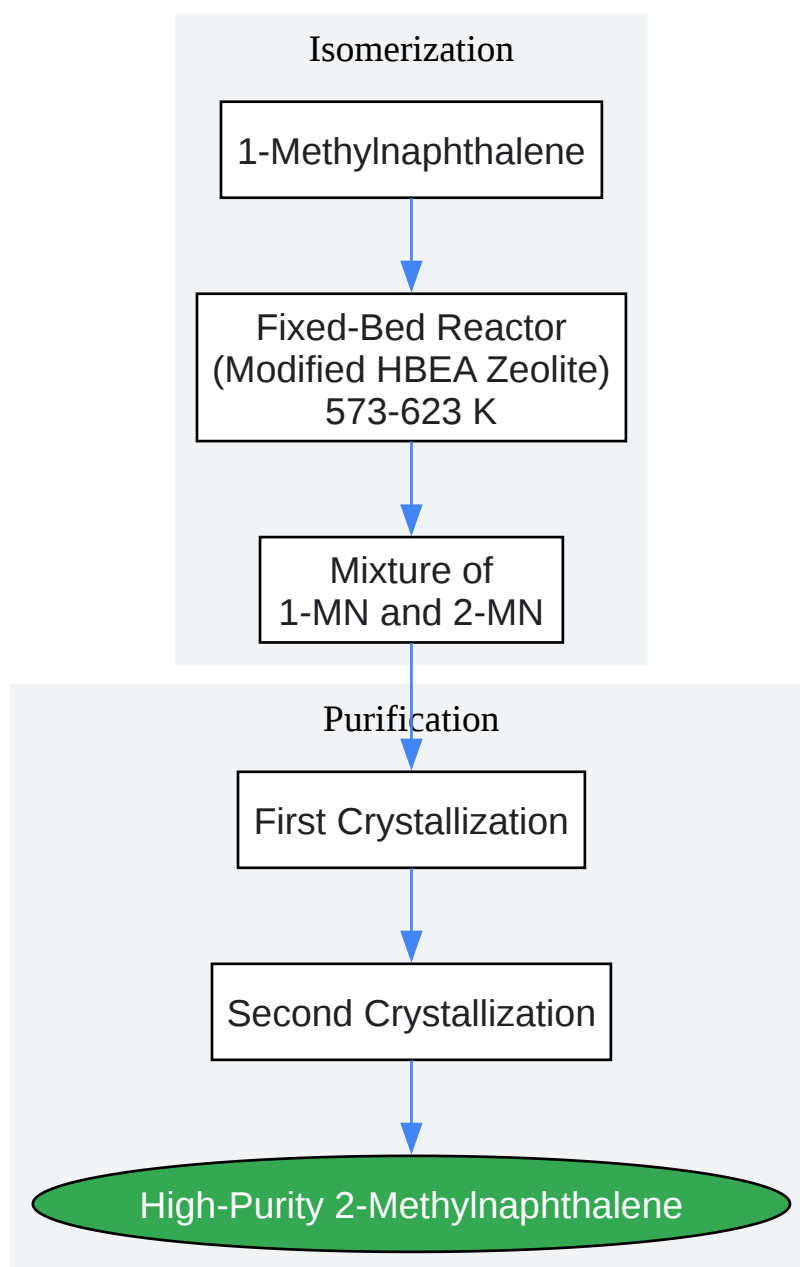 Isomerization
1-Methylnaphthalene
Fixed-Bed Reactor
(Modified HBEA Zeolite)
573-623 K
Mixture of
1-MN and 2-MN
Purification
First Crystallization
Second Crystallization
High-Purity 2-Methylnaphthalene